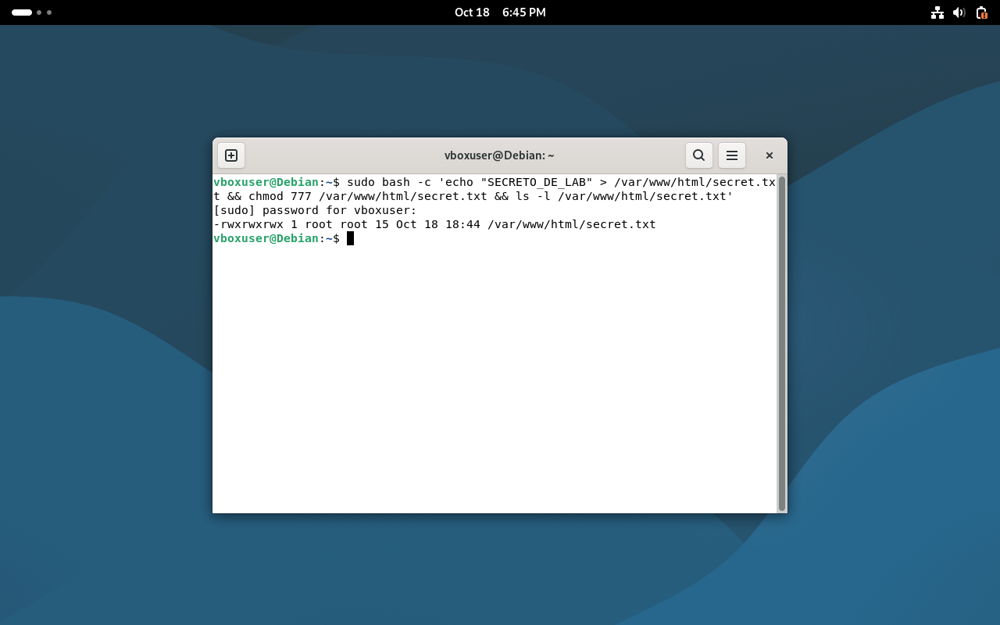 Oct 18 6:45 PM
vboxuser@Debian: ~
vboxuser@Debian:~$ sudo bash -c 'echo "SECRETO_DE_LAB" > /var/www/html/secret.tx
t && chmod 777 /var/www/html/secret.txt && ls -l /var/www/html/secret.txt'
[sudo] password for vboxuser:
-rwxrwxrwx 1 root root 15 Oct 18 18:44 /var/www/html/secret.txt
vboxuser@Debian:~$